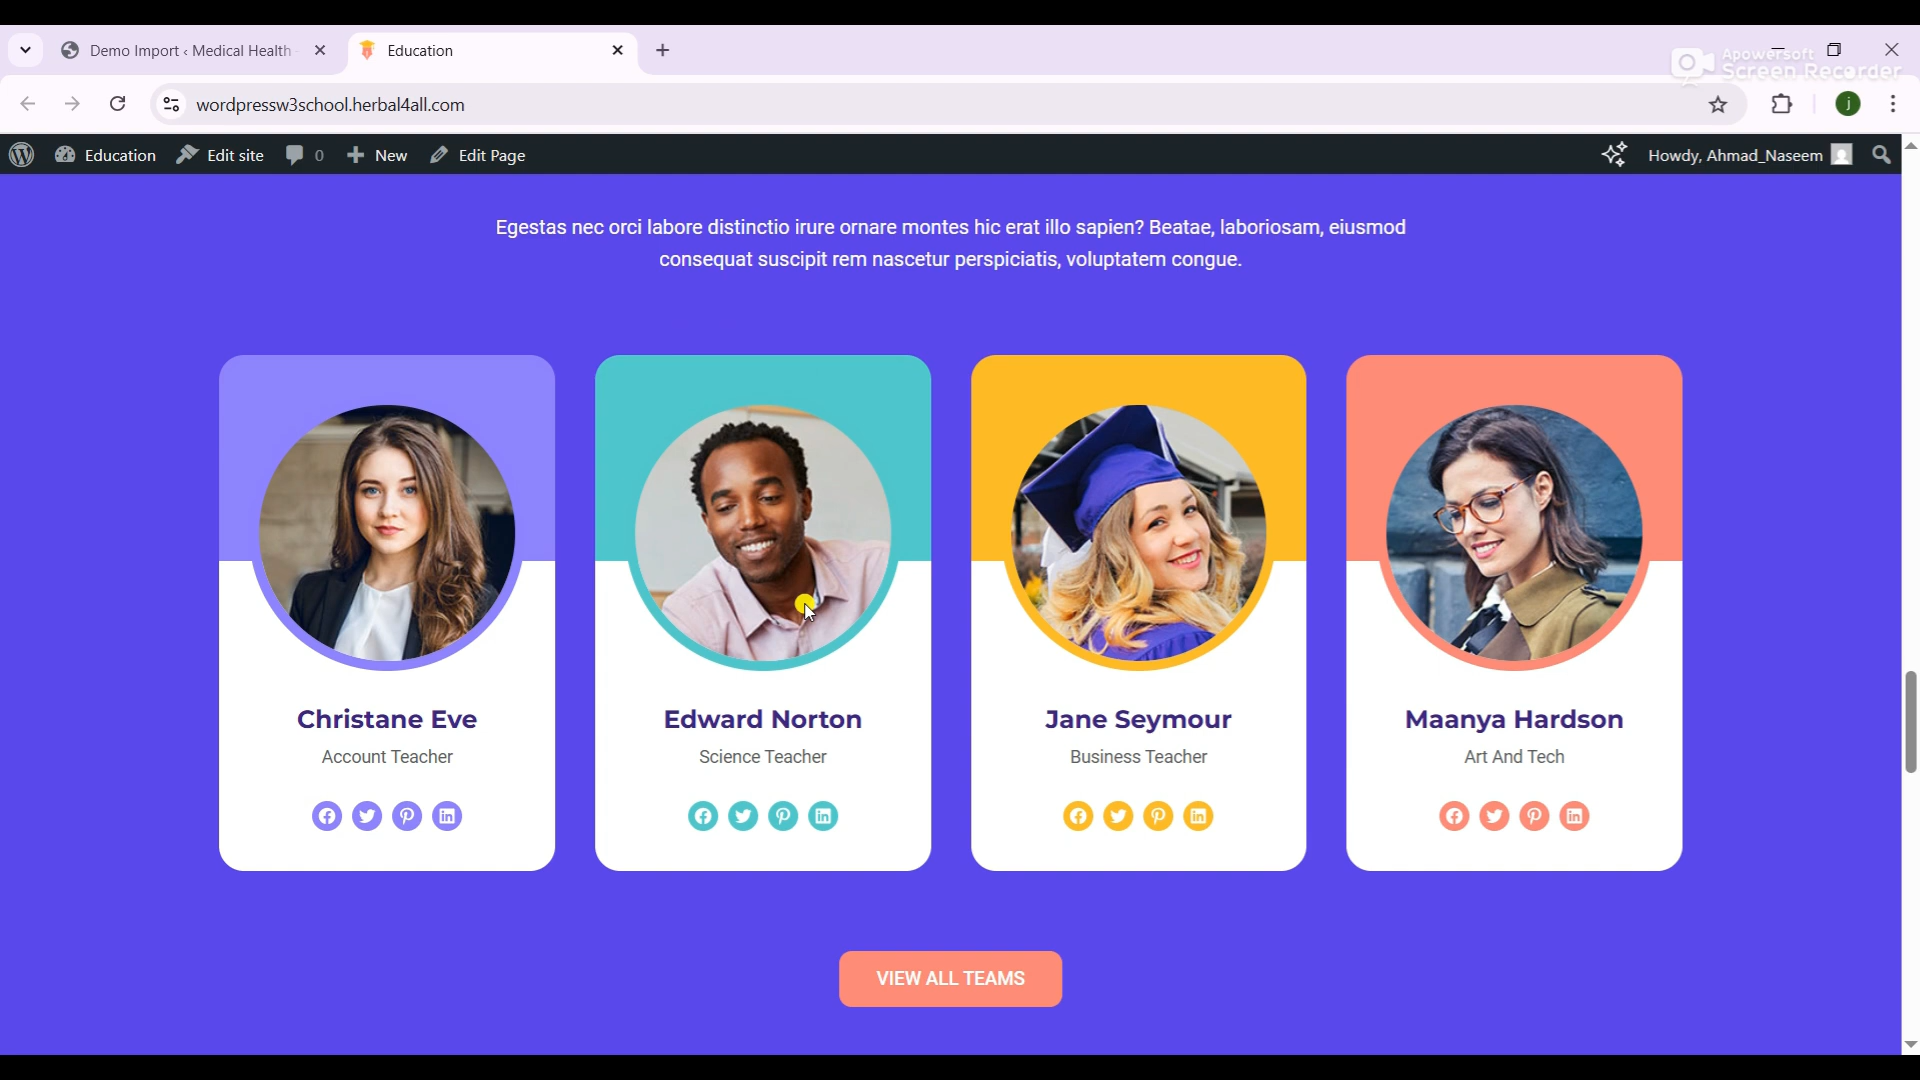 Demo Import ‹ Medical Health
Education
Apowersoft
Screen Recorder
wordpressw3school.herbal4all.com
j
Education
Edit site
0
New
Edit Page
Howdy, Ahmad_Naseem
Egestas nec orci labore distinctio irure ornare montes hic erat illo sapien? Beatae, laboriosam, eiusmod
consequat suscipit rem nascetur perspiciatis, voluptatem congue.
Christane Eve
Account Teacher
Edward Norton
Science Teacher
Jane Seymour
Business Teacher
Maanya Hardson
Art And Tech
VIEW ALL TEAMS